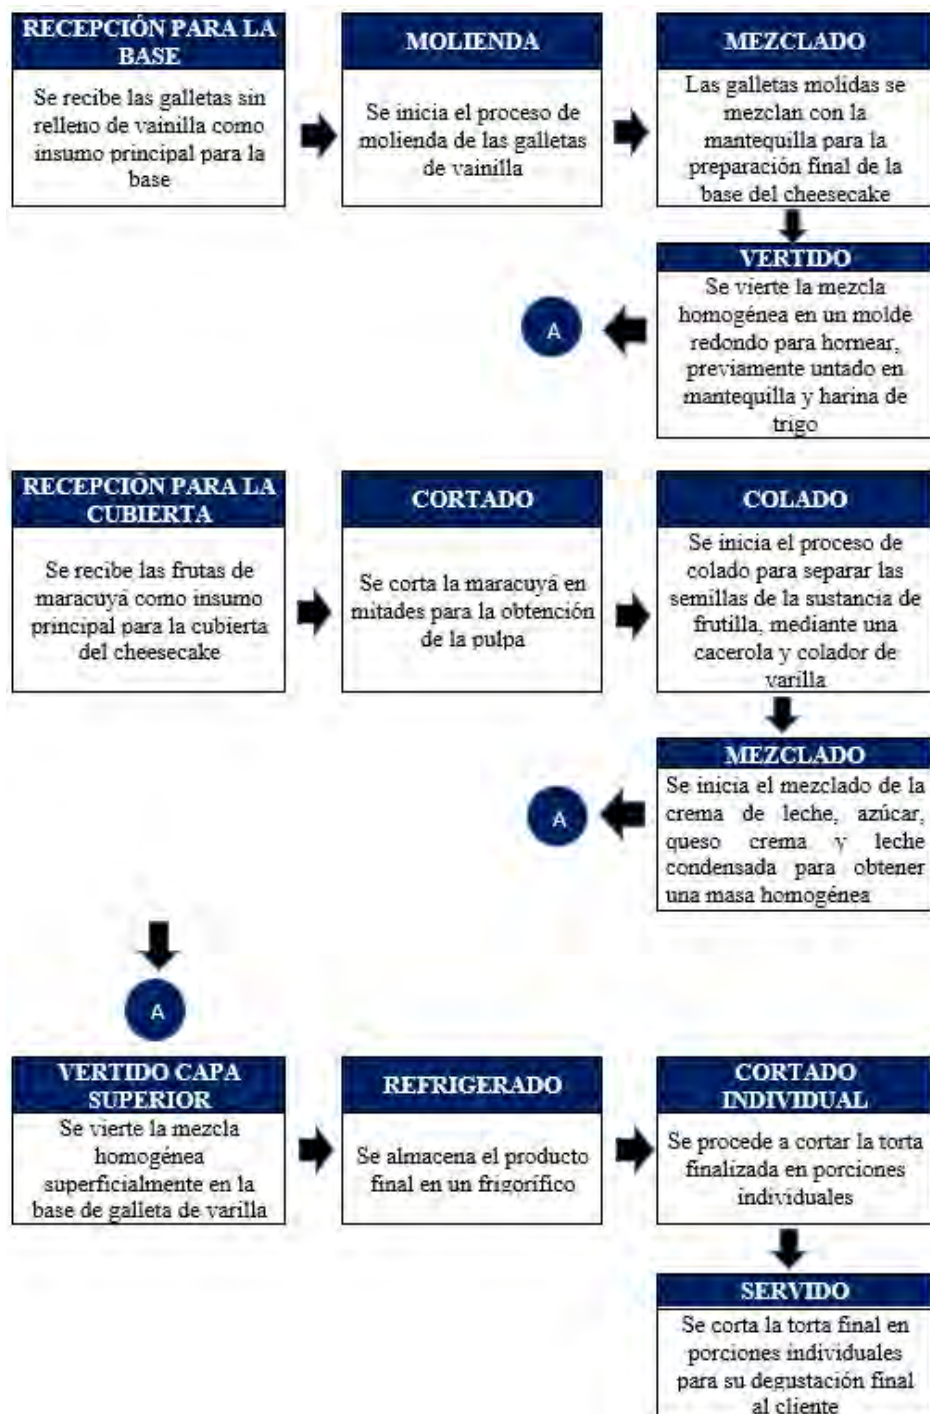 RECEPCIÓN PARA LA
BASE
Se recibe las galletas sin
relleno de vainilla como
insumo principal para la
base
MOLIENDA
Se inicia el proceso de
molienda de las galletas
de vainilla
MEZCLADO
Las galletas molidas se
mezclan con la
mantequilla para la
preparación final de la
base del cheesecake
VERTIDO
Se vierte la mezcla
homogénea en un molde
redondo para hornear,
previamente untado en
mantequilla y harina de
trigo
A
RECEPCIÓN PARA LA
CUBIERTA
Se recibe las frutas de
maracuyá como insumo
principal para la cubierta
del cheesecake
CORTADO
Se corta la maracuyá en
mitades para la obtención
de la pulpa
COLADO
Se inicia el proceso de
colado para separar las
semillas de la sustancia de
frutilla, mediante una
cacerola y colador de
varilla
MEZCLADO
Se inicia el mezclado de la
crema de leche, azúcar,
queso crema y leche
condensada para obtener
una masa homogénea
A
A
VERTIDO CAPA
SUPERIOR
Se vierte la mezcla
homogénea
superficialmente en la
base de galleta de varilla
REFRIGERADO
Se almacena el producto
final en un frigorífico
CORTADO
INDIVIDUAL
Se procede a cortar la torta
finalizada en porciones
individuales
SERVIDO
Se corta la torta final en
porciones individuales
para su degustación final
al cliente